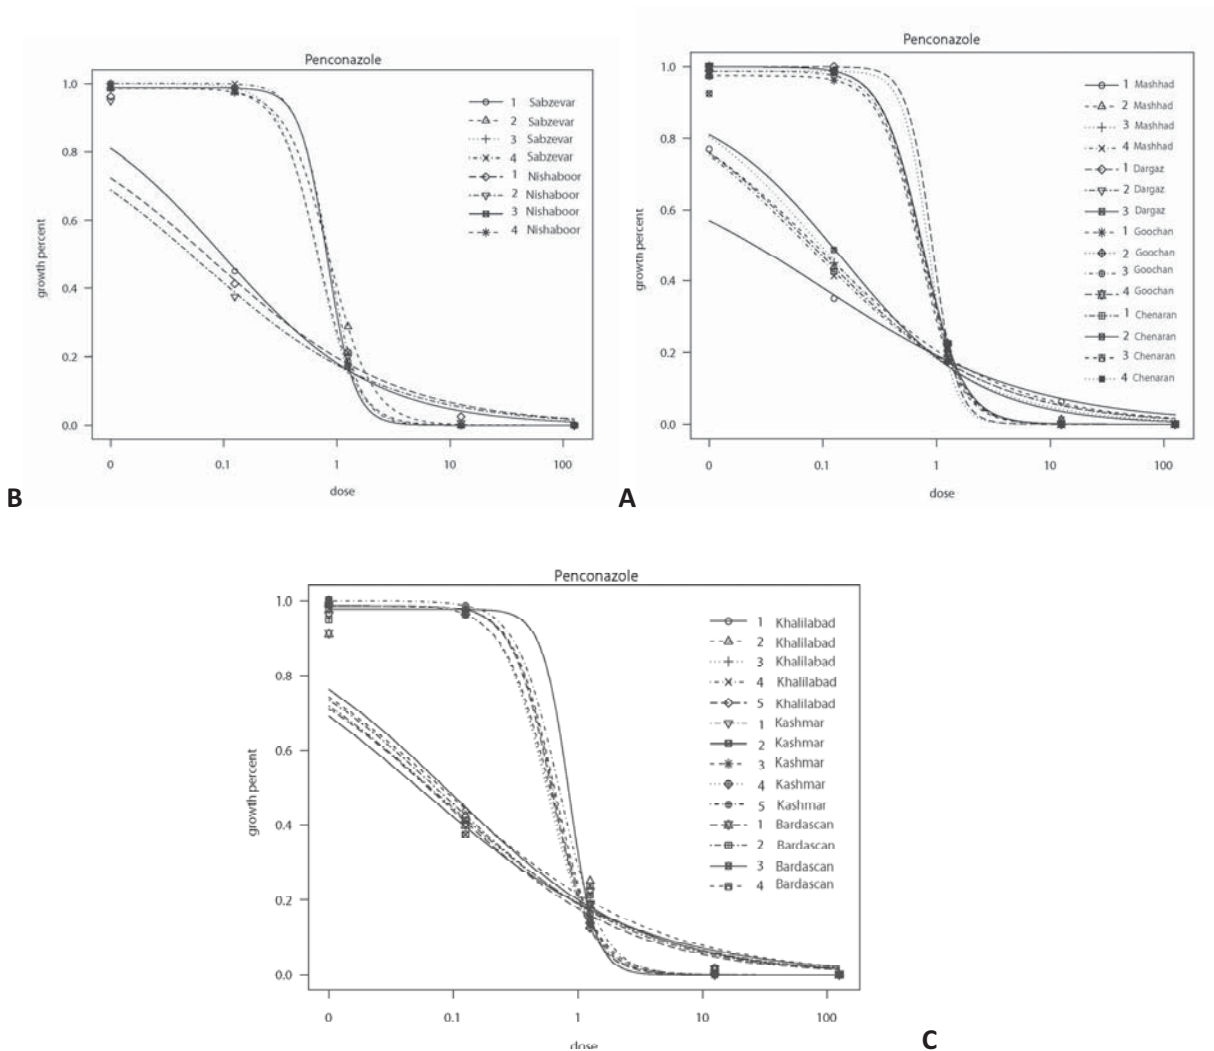 Penconazole
1.0
0.8
0.6
0.4
0.2
0.0
growth percent
0
0.1
1
10
100
dose
1 Sabzevar
2 Sabzevar
3 Sabzevar
4 Sabzevar
1 Nishaboor
2 Nishaboor
3 Nishaboor
4 Nishaboor
B
Penconazole
1.0
0.8
0.6
0.4
0.2
0.0
growth percent
0
0.1
1
10
100
dose
1 Mashhad
2 Mashhad
3 Mashhad
4 Mashhad
1 Dargaz
2 Dargaz
3 Dargaz
1 Goochan
2 Goochan
3 Goochan
4 Goochan
1 Chenaran
2 Chenaran
3 Chenaran
4 Chenaran
A
Penconazole
1.0
0.8
0.6
0.4
0.2
0.0
growth percent
0
0.1
1
10
100
dose
1 Khalilabad
2 Khalilabad
3 Khalilabad
4 Khalilabad
5 Khalilabad
1 Kashmar
2 Kashmar
3 Kashmar
4 Kashmar
5 Kashmar
1 Bardascan
2 Bardascan
3 Bardascan
4 Bardascan
C